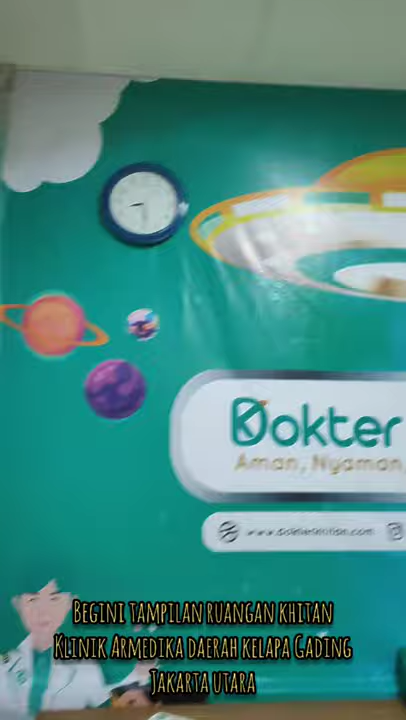 Dokter
Aman, Nyaman,
BEGINI TAMPILAN RUANGAN KHITAN
KLINIK ARMEDIKA DAERAH KELAPA GADING
JAKARTA UTARA